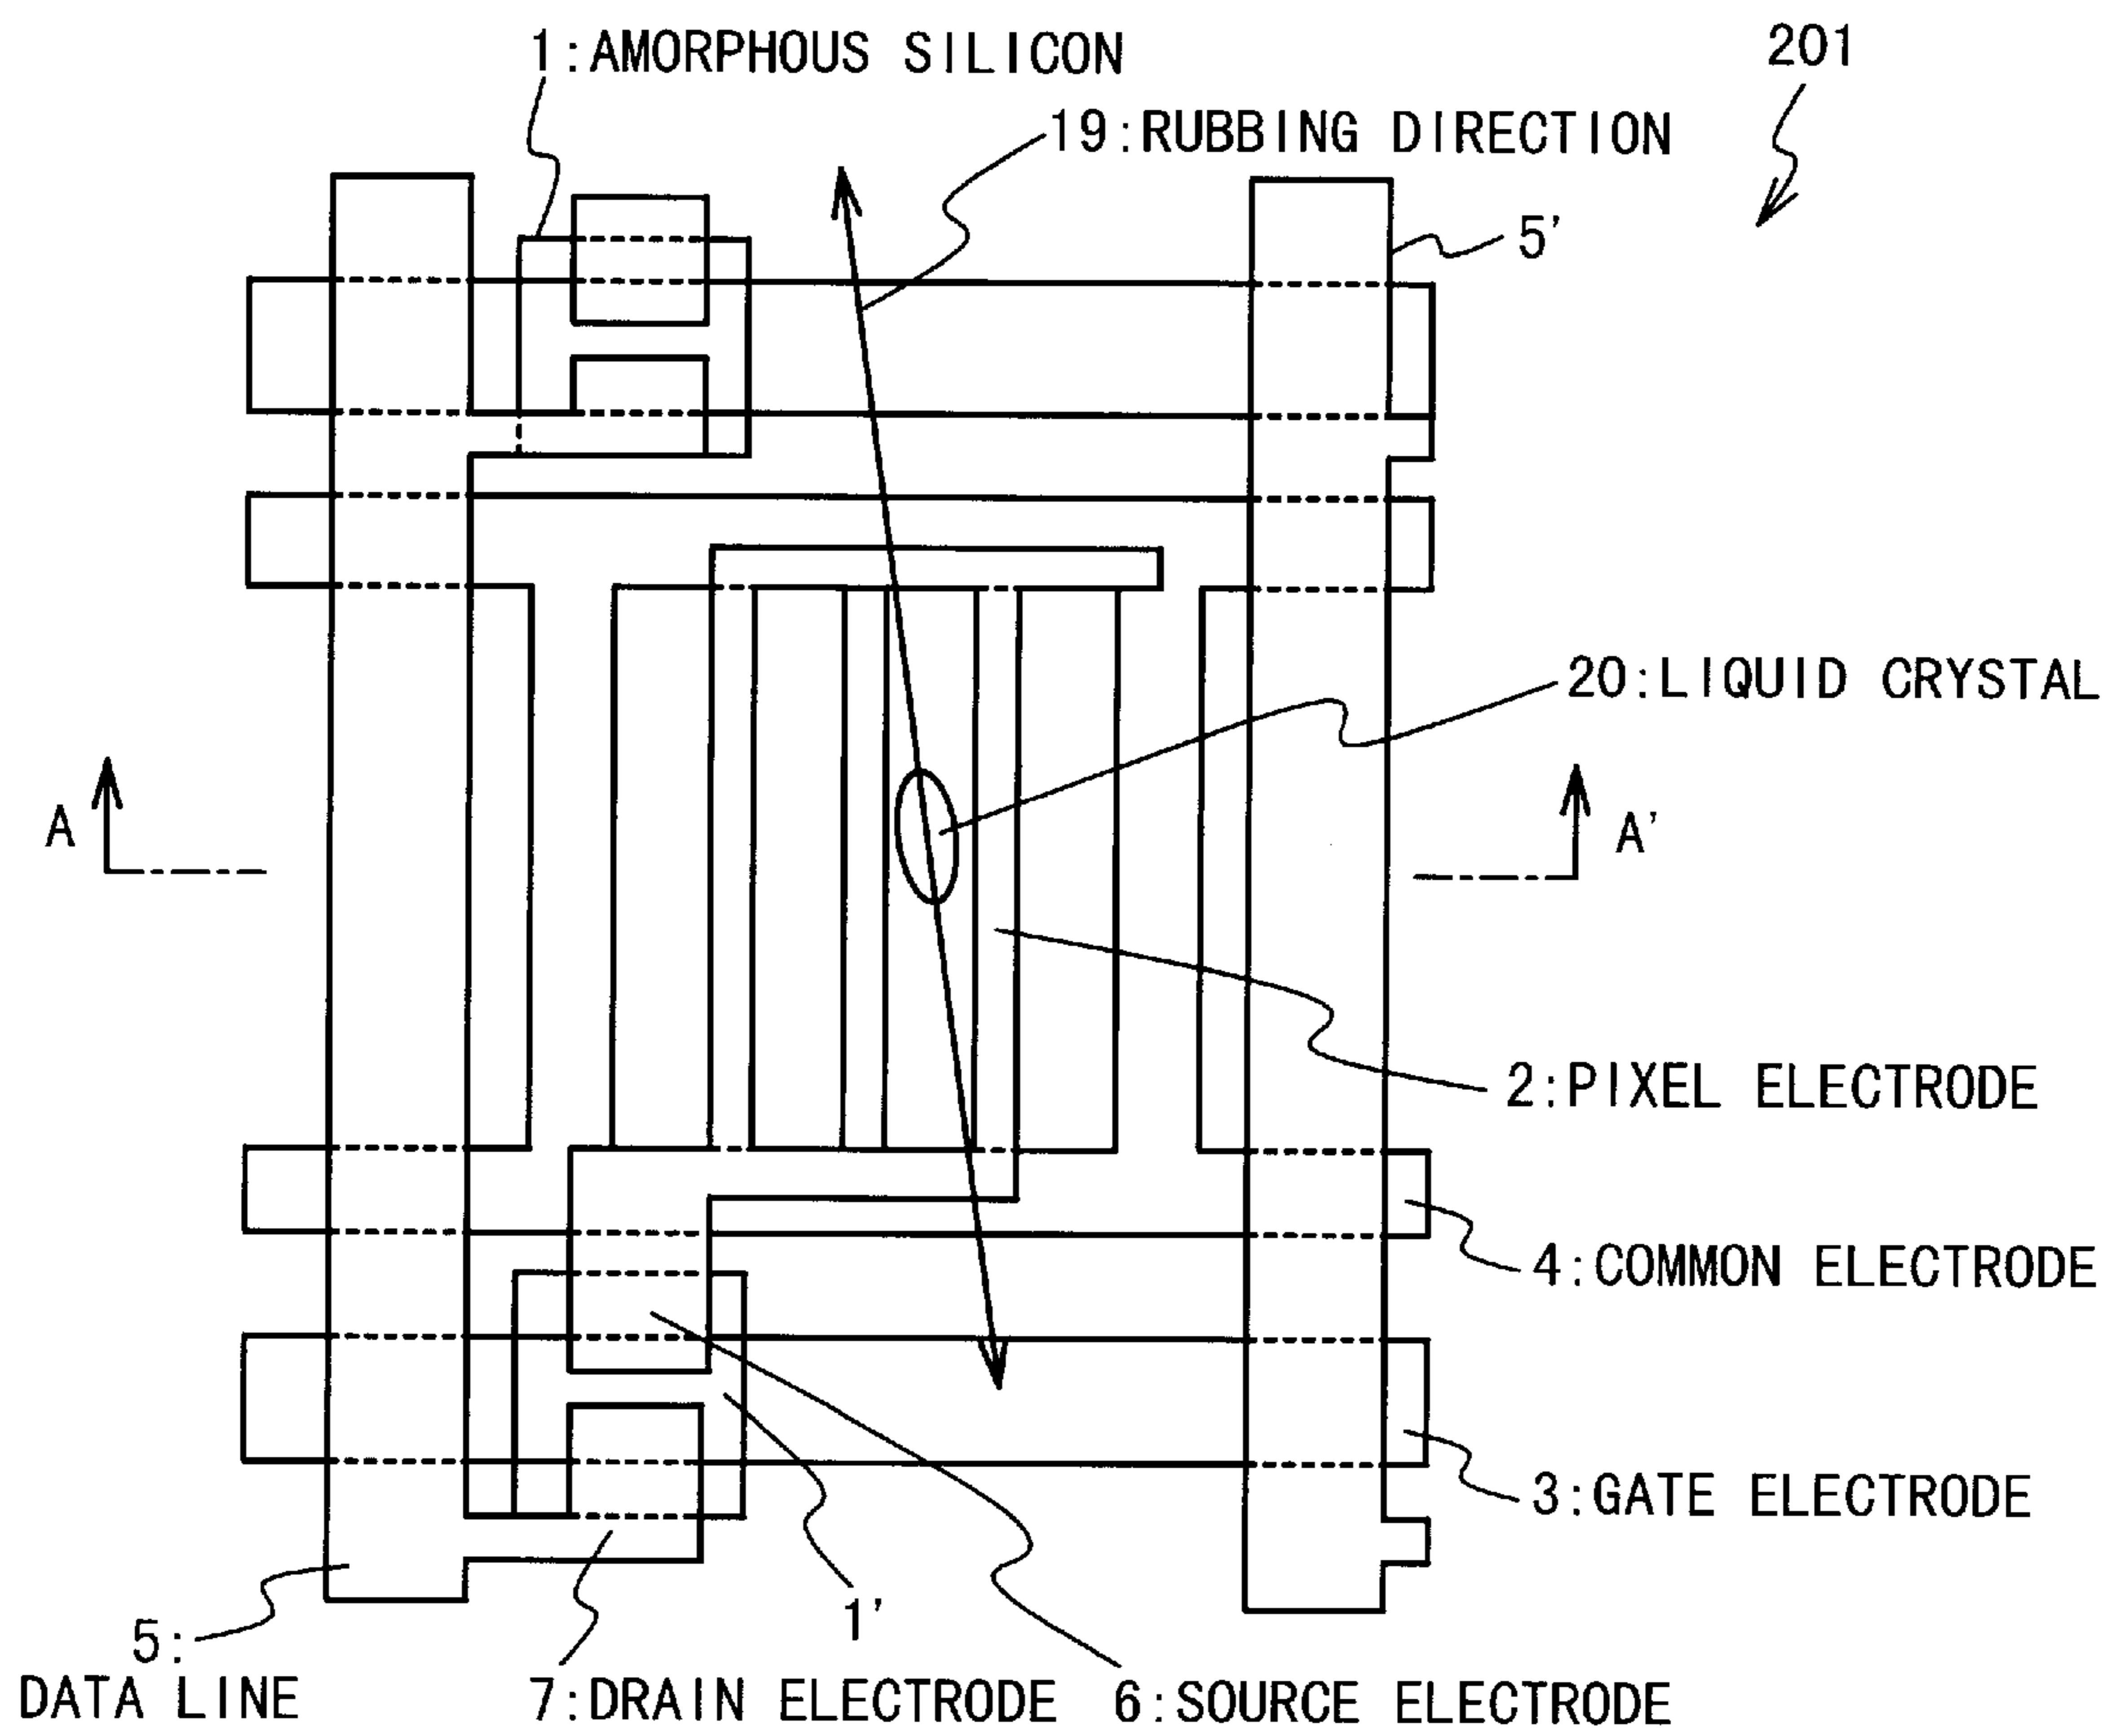 1:AMORPHOUS SILICON
201
19:RUBBING DIRECTION
5'
20:LIQUID CRYSTAL
A
A'
2:PIXEL ELECTRODE
4:COMMON ELECTRODE
3:GATE ELECTRODE
1'
5:
DATA LINE
7:DRAIN ELECTRODE
6:SOURCE ELECTRODE